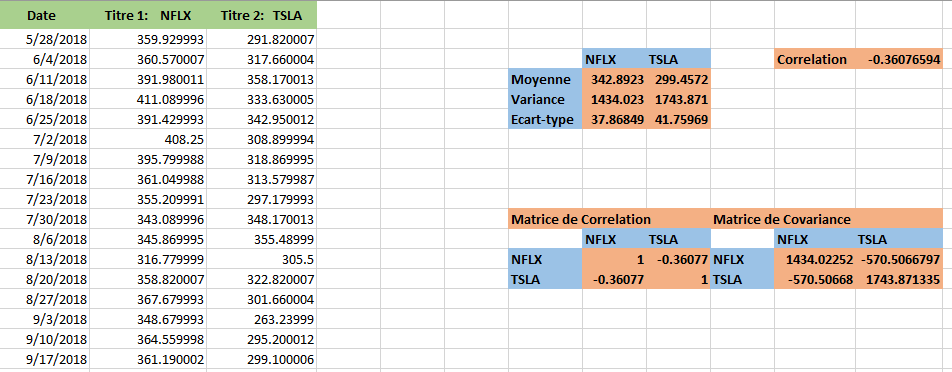 Date Titre 1: NFLX Titre 2: TSLA
5/28/2018 359.929993 291.820007
6/4/2018 360.570007 317.660004 NFLX TSLA Correlation -0.36076594
6/11/2018 391.980011 358.170013 Moyenne 342.8923 299.4572
6/18/2018 411.089996 333.630005 Variance 1434.023 1743.871
6/25/2018 391.429993 342.950012 Ecart-type 37.86849 41.75969
7/2/2018 408.25 308.899994
7/9/2018 395.799988 318.869995
7/16/2018 361.049988 313.579987
7/23/2018 355.209991 297.179993
7/30/2018 343.089996 348.170013 Matrice de Correlation Matrice de Covariance
8/6/2018 345.869995 355.48999 NFLX TSLA NFLX TSLA
8/13/2018 316.779999 305.5 NFLX 1 -0.36077 NFLX 1434.02252 -570.5066797
8/20/2018 358.820007 322.820007 TSLA -0.36077 1 TSLA -570.50668 1743.871335
8/27/2018 367.679993 301.660004
9/3/2018 348.679993 263.23999
9/10/2018 364.559998 295.200012
9/17/2018 361.190002 299.100006